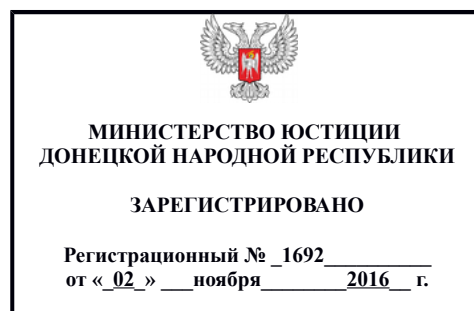 МИНИСТЕРСТВО ЮСТИЦИИ
ДОНЕЦКОЙ НАРОДНОЙ РЕСПУБЛИКИ
ЗАРЕГИСТРИРОВАНО
Регистрационный № _1692__________
от «_02_» ___ноября________2016__ г.